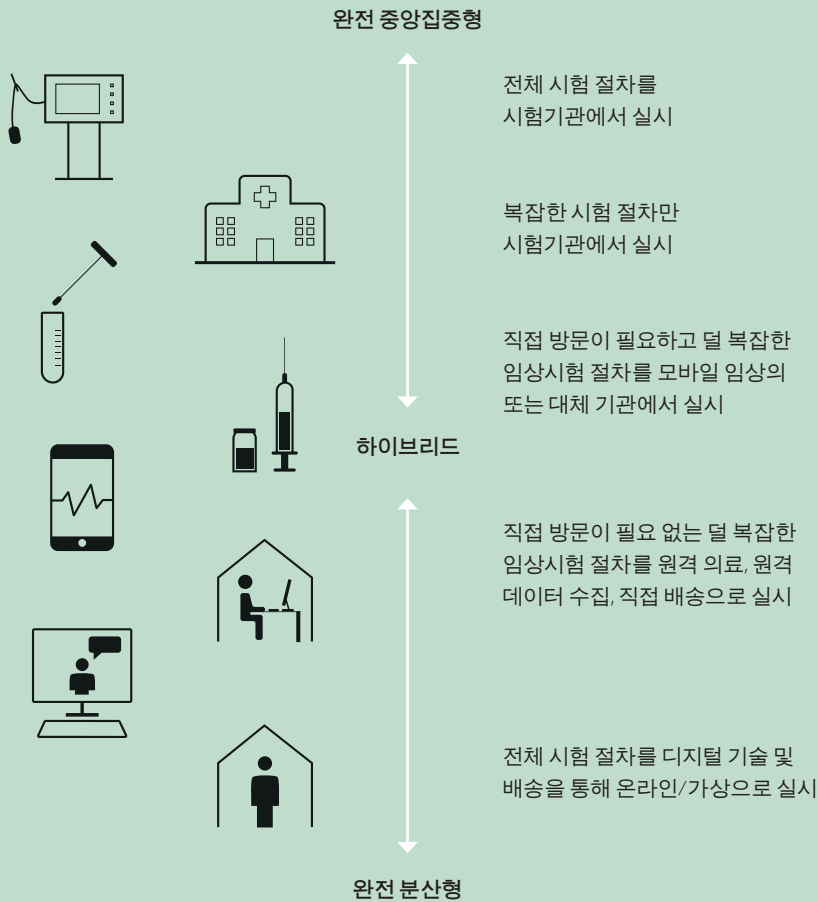 완전 중앙집중형
전체 시험 절차를
시험기관에서 실시
복잡한 시험 절차만
시험기관에서 실시
직접 방문이 필요하고 덜 복잡한
임상시험 절차를 모바일 임상의
또는 대체 기관에서 실시
하이브리드
직접 방문이 필요 없는 덜 복잡한
임상시험 절차를 원격 의료, 원격
데이터 수집, 직접 배송으로 실시
전체 시험 절차를 디지털 기술 및
배송을 통해 온라인/가상으로 실시
완전 분산형